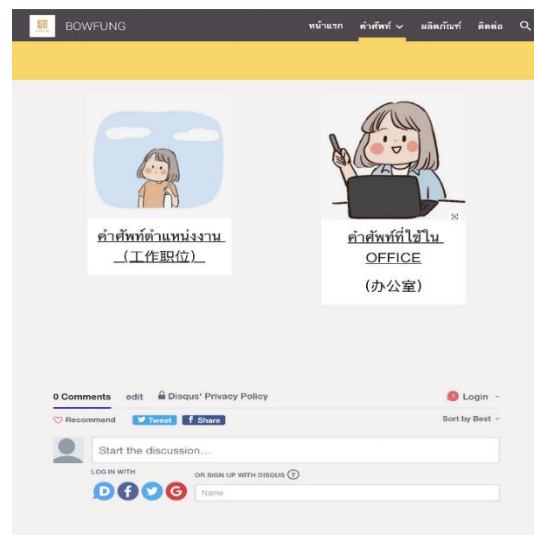 BOWFUNG
หน้าแรก คำศัพท์ ผลิตภัณฑ์ ติดต่อ
คำศัพท์ตำแหน่งงาน
(工作职位)
คำศัพท์ที่ใช้ใน
OFFICE
(办公室)
0 Comments edit Disqus' Privacy Policy
1 Login
Recommend Tweet f Share Sort by Best
Start the discussion...
LOG IN WITH
OR SIGN UP WITH DISQUS ?
D f G
Name